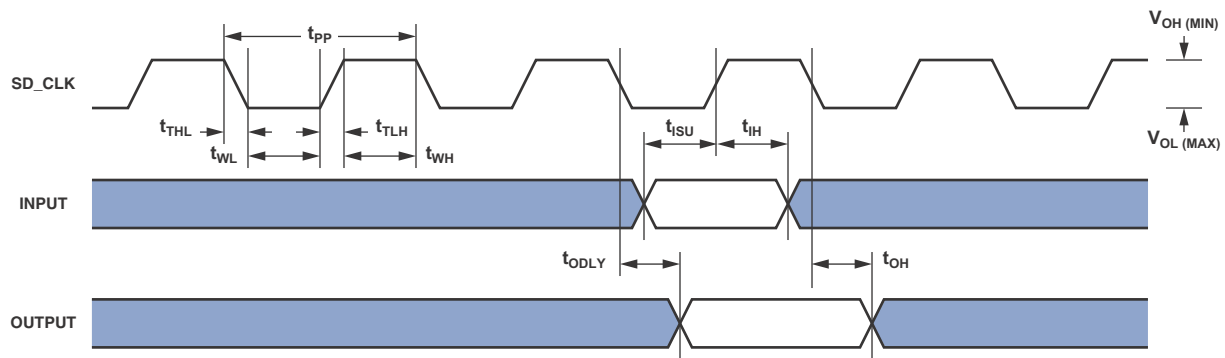 tPP
VOH (MIN)
SD_CLK
tTHL
tTLH
tISU
tIH
tWL
tWH
VOL (MAX)
INPUT
tODLY
tOH
OUTPUT